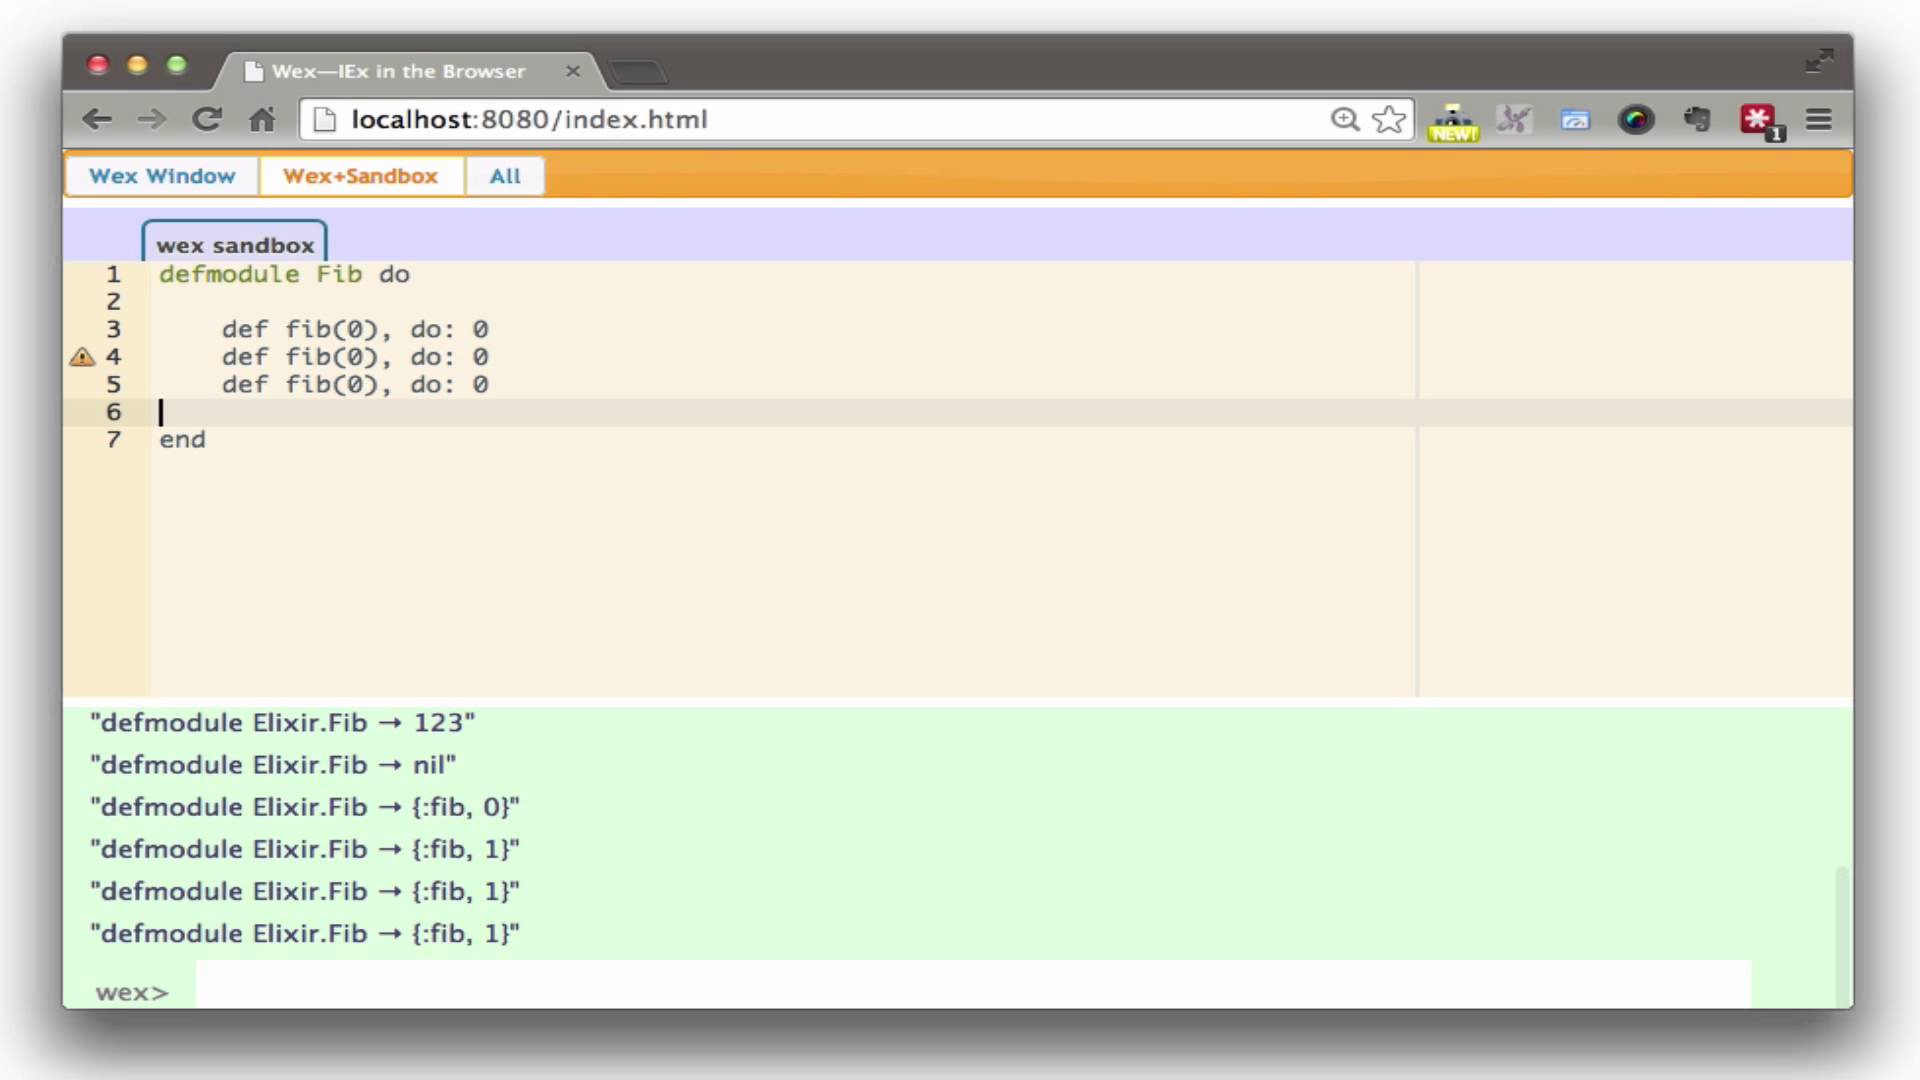 Wex—IEx in the Browser
localhost:8080/index.html
NEW!
1
Wex Window
Wex+Sandbox
All
wex sandbox
1 defmodule Fib do
2
3 def fib(0), do: 0
4 def fib(0), do: 0
5 def fib(0), do: 0
6
7 end
"defmodule Elixir.Fib → 123"
"defmodule Elixir.Fib → nil"
"defmodule Elixir.Fib → {:fib, 0}"
"defmodule Elixir.Fib → {:fib, 1}"
"defmodule Elixir.Fib → {:fib, 1}"
"defmodule Elixir.Fib → {:fib, 1}"
wex>